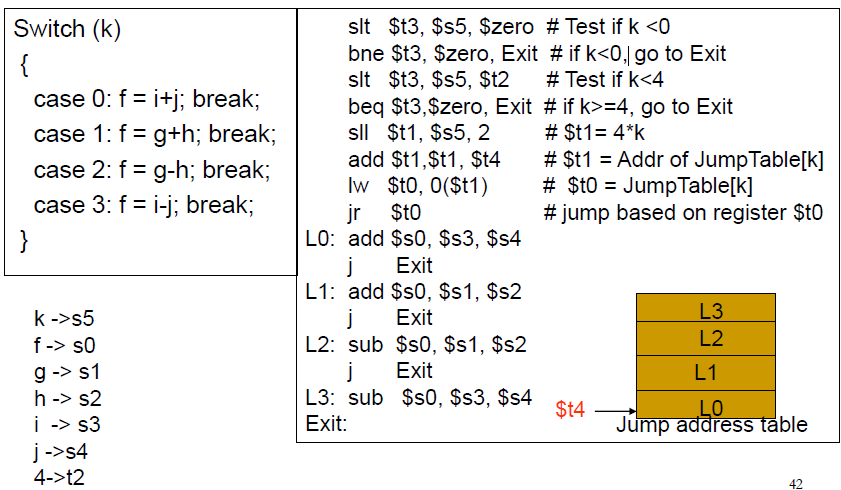 Switch (k)
{
case 0: f = i+j; break;
case 1: f = g+h; break;
case 2: f = g-h; break;
case 3: f = i-j; break;
}
k ->s5
f-> s0
g -> s1
h -> s2
i -> s3
j ->s4
4->t2
slt $t3, $s5, $zero # Test if k <0
bne $t3, $zero, Exit # if k<0, go to Exit
slt $t3, $s5, $t2 # Test if k<4
beq $t3,$zero, Exit # if k>=4, go to Exit
sll $t1, $s5, 2 # $t1= 4*k
add $t1,$t1, $t4 # $t1 = Addr of JumpTable[k]
lw $t0, 0($t1) # $t0 = JumpTable[k]
jr $t0 # jump based on register $t0
L0: add $s0, $s3, $s4
j Exit
L1: add $s0, $s1, $s2
j Exit
L2: sub $s0, $s1, $s2
j Exit
L3: sub $s0, $s3, $s4
Exit:
L3
L2
L1
$t4
L0
Jump address table
42